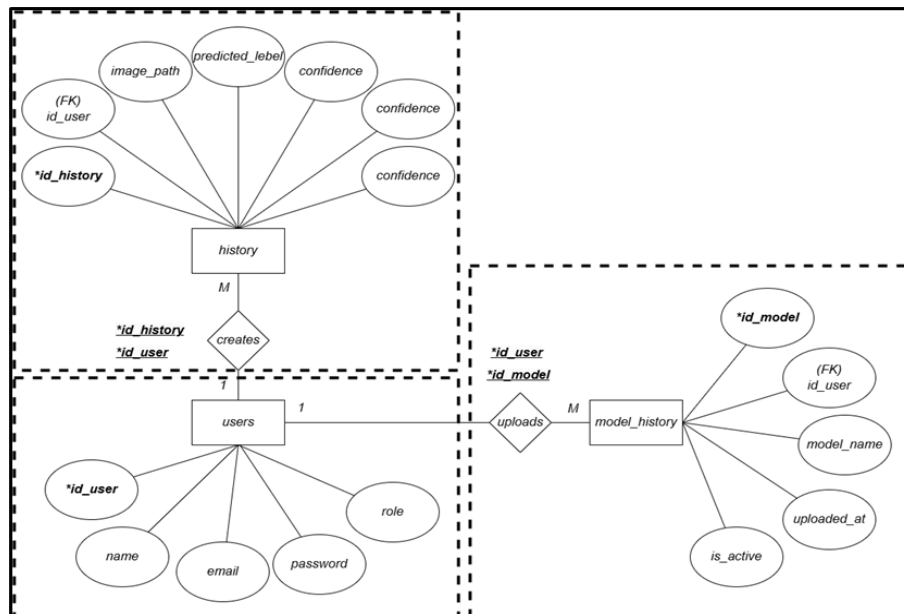 predicted_lebel
image_path
confidence
(FK)
id_user
confidence
*id_history
confidence
history
M
*id_history
*id_user
creates
1
users
1
*id_user
*id_model
uploads
M
model_history
*id_model
(FK)
id_user
model_name
uploaded_at
is_active
*id_user
name
email
password
role